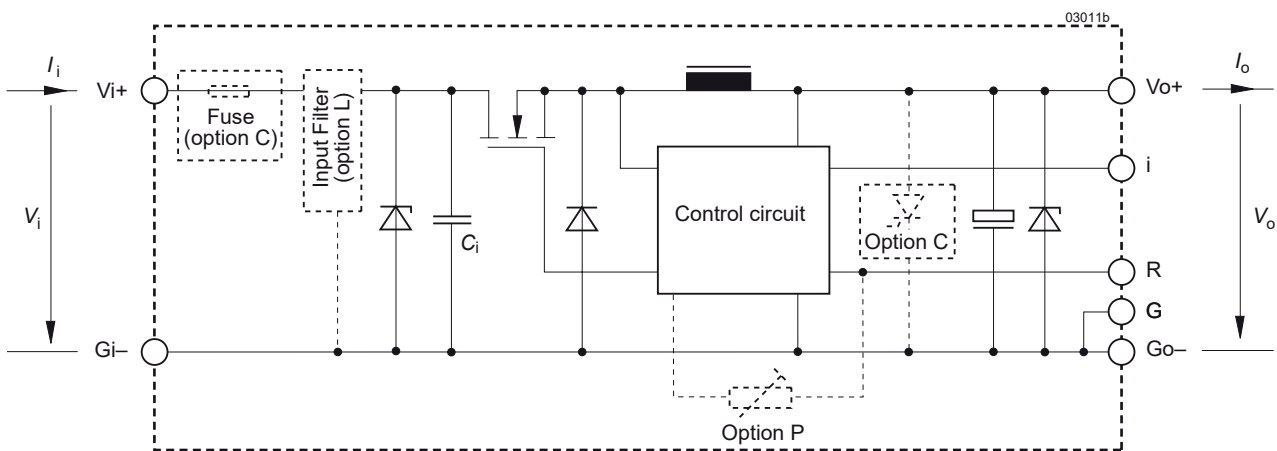 03011b
Ii
Vi+
Fuse
(option C)
Input Filter
(option L)
Vo+
Io
i
Control circuit
Vi
Ci
Option C
Vo
R
G
Gi–
Go–
Option P